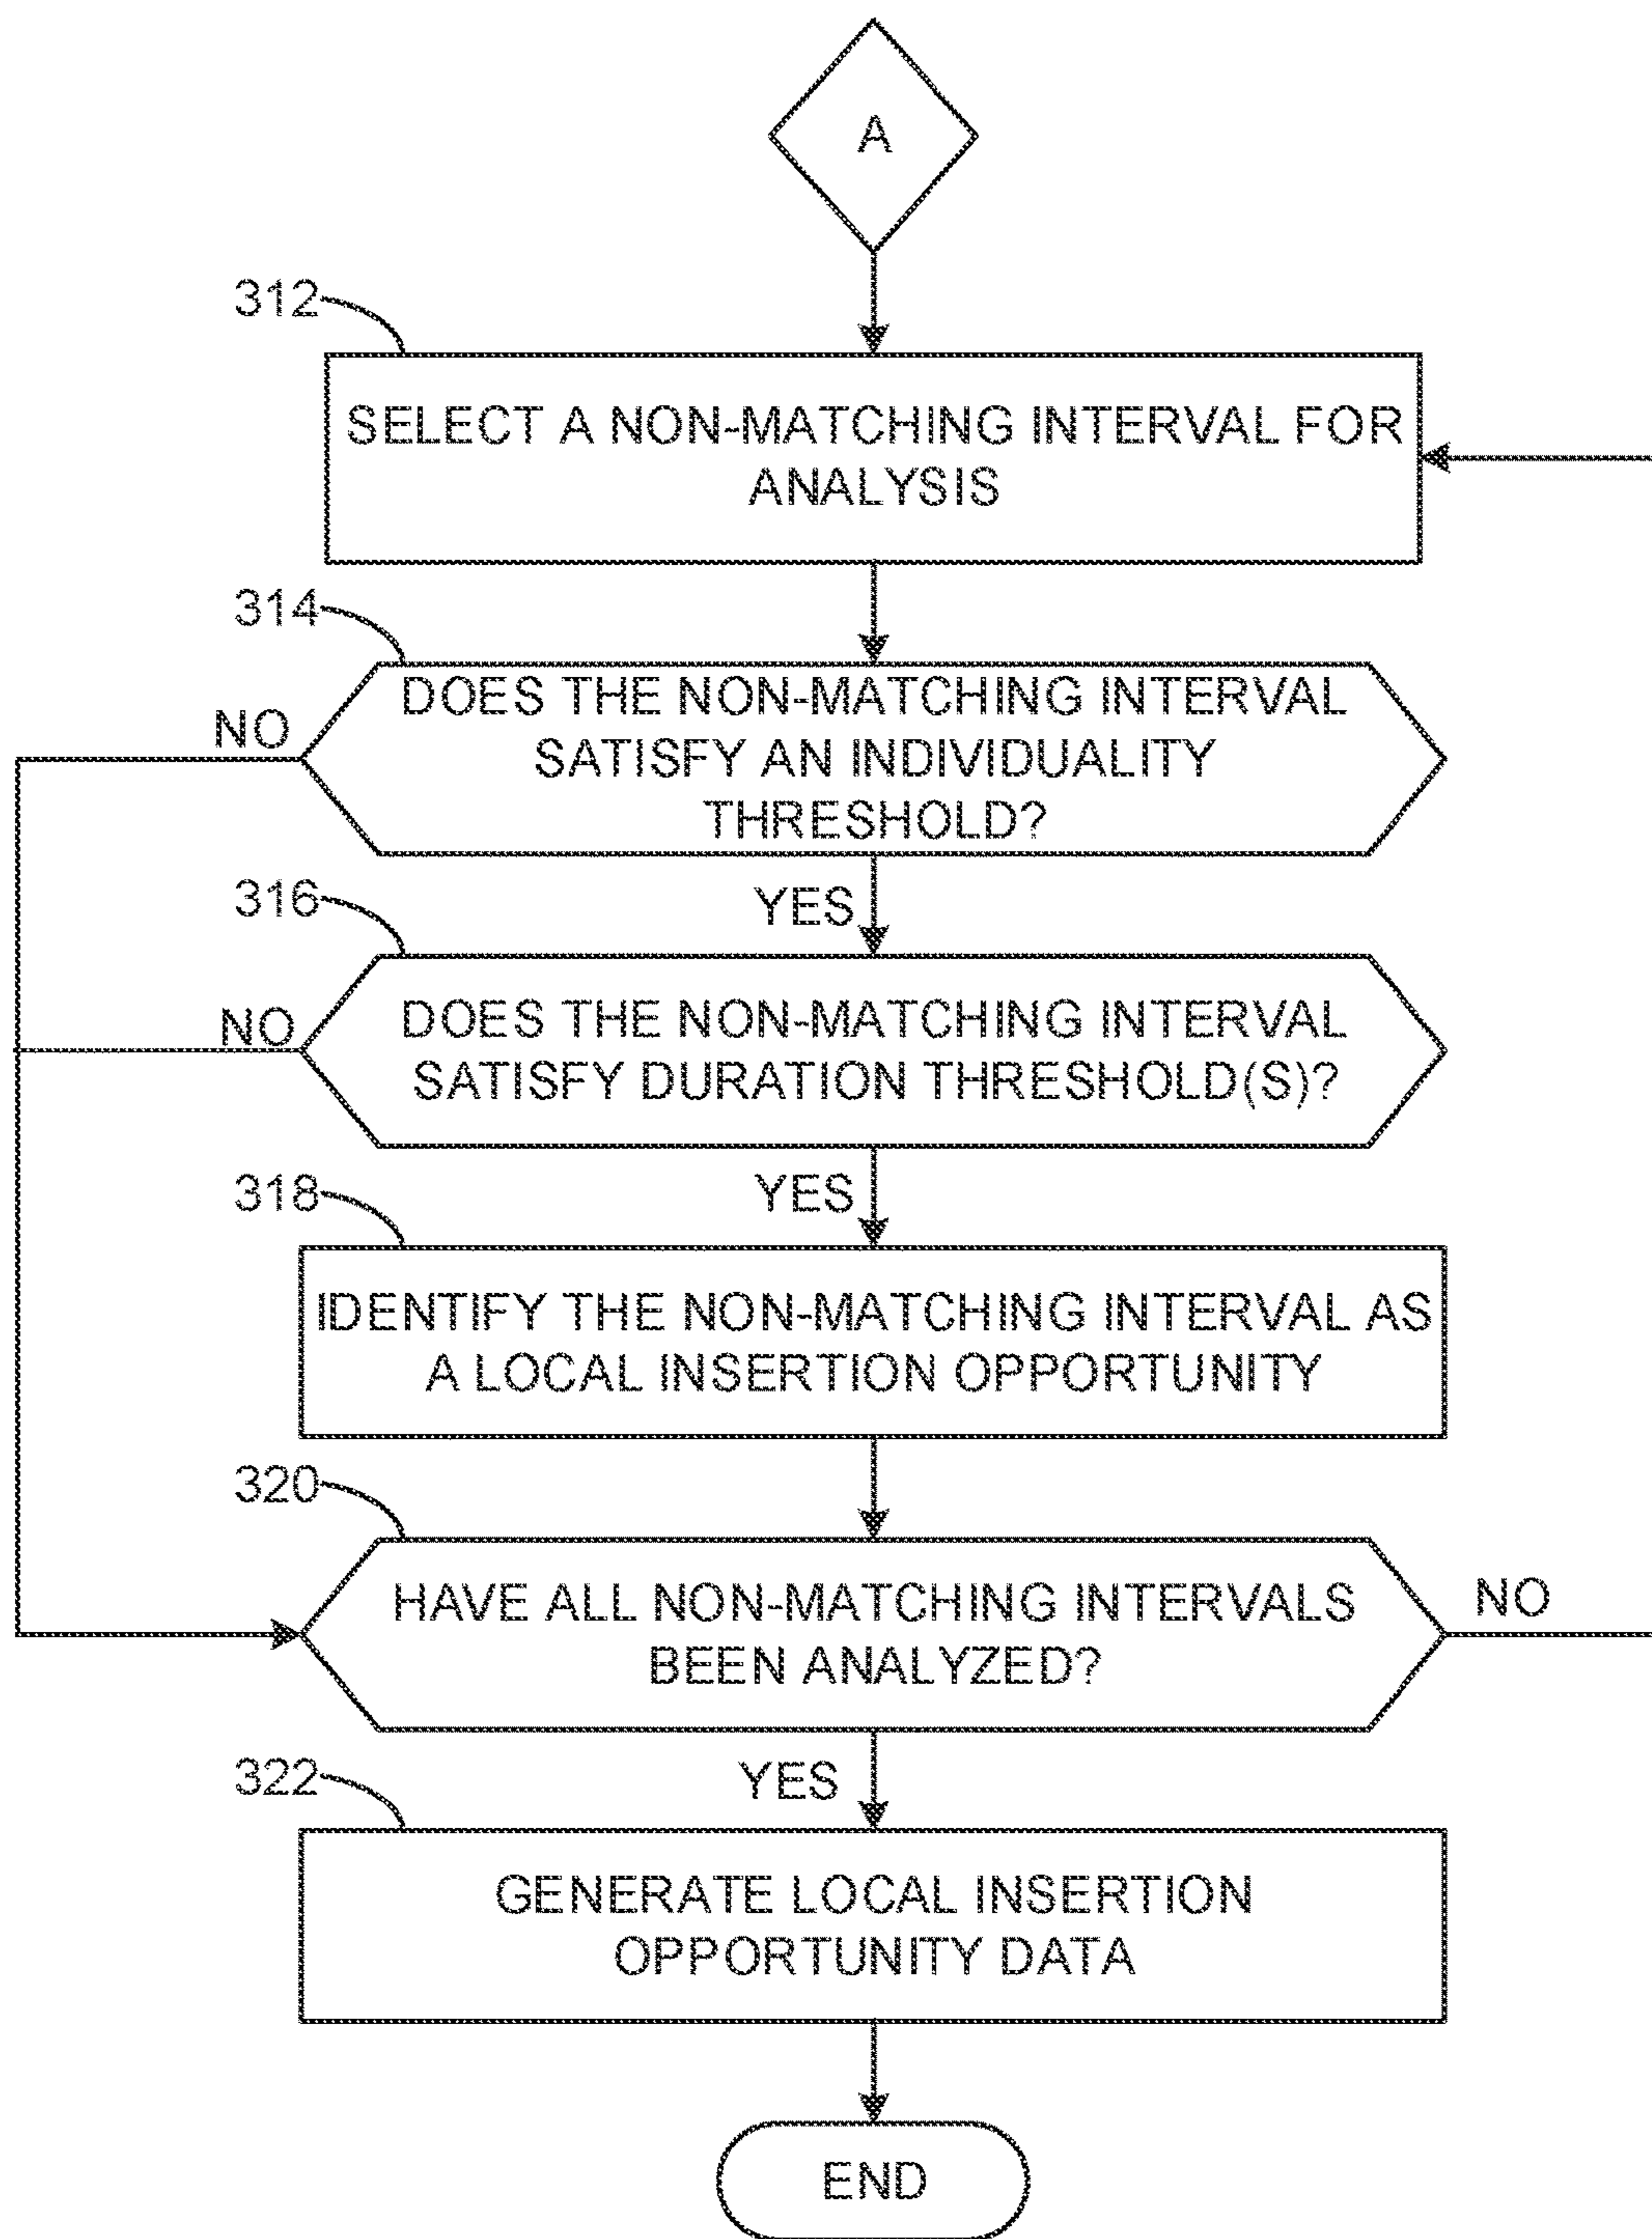 A
312
SELECT A NON-MATCHING INTERVAL FOR
ANALYSIS
314
DOES THE NON-MATCHING INTERVAL
SATISFY AN INDIVIDUALITY
THRESHOLD?
NO
YES
316
DOES THE NON-MATCHING INTERVAL
SATISFY DURATION THRESHOLD(S)?
NO
YES
318
IDENTIFY THE NON-MATCHING INTERVAL AS
A LOCAL INSERTION OPPORTUNITY
320
HAVE ALL NON-MATCHING INTERVALS
BEEN ANALYZED?
NO
YES
322
GENERATE LOCAL INSERTION
OPPORTUNITY DATA
END